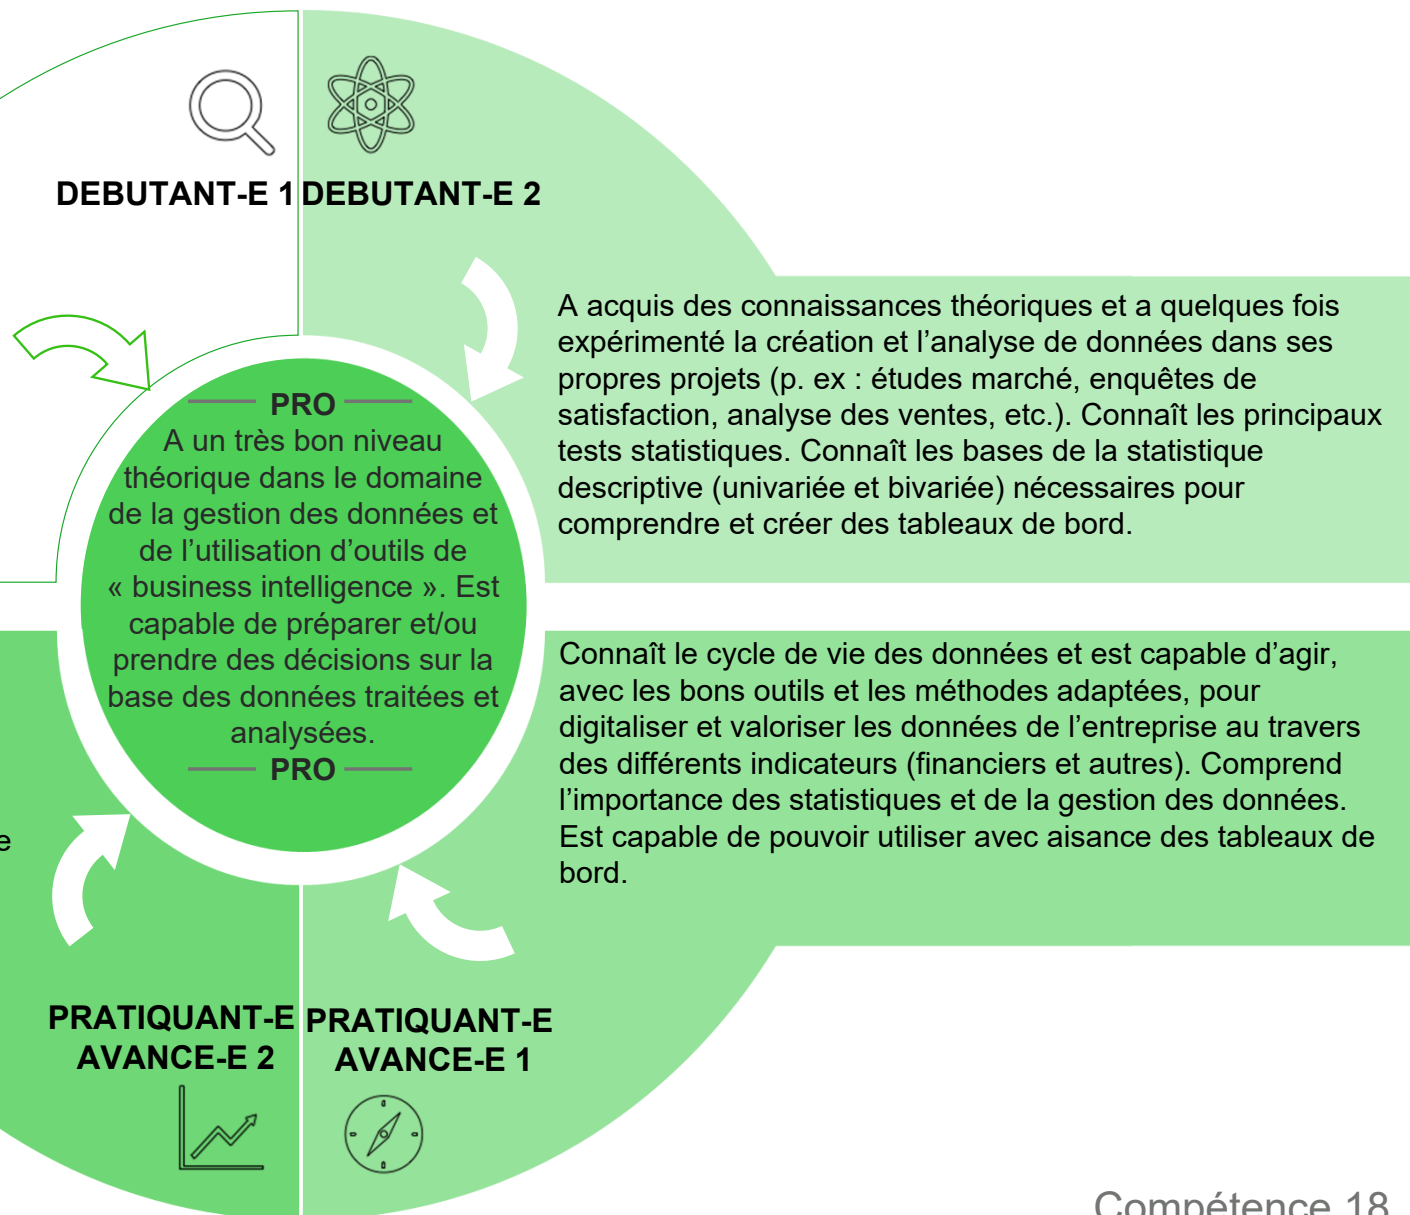 DEBUTANT-E 1
DEBUTANT-E 2
A acquis des connaissances théoriques et a quelques fois
expérimenté la création et l’analyse de données dans ses
propres projets (p. ex : études marché, enquêtes de
satisfaction, analyse des ventes, etc.). Connaît les principaux
tests statistiques. Connaît les bases de la statistique
descriptive (univariée et bivariée) nécessaires pour
comprendre et créer des tableaux de bord.
PRO
A un très bon niveau
théorique dans le domaine
de la gestion des données et
de l’utilisation d’outils de
« business intelligence ». Est
capable de préparer et/ou
prendre des décisions sur la
base des données traitées et
analysées.
PRO
Connaît le cycle de vie des données et est capable d’agir,
avec les bons outils et les méthodes adaptées, pour
digitaliser et valoriser les données de l’entreprise au travers
des différents indicateurs (financiers et autres). Comprend
l’importance des statistiques et de la gestion des données.
Est capable de pouvoir utiliser avec aisance des tableaux de
bord.
e
PRATIQUANT-E
AVANCE-E 2
PRATIQUANT-E
AVANCE-E 1
Compétence 18